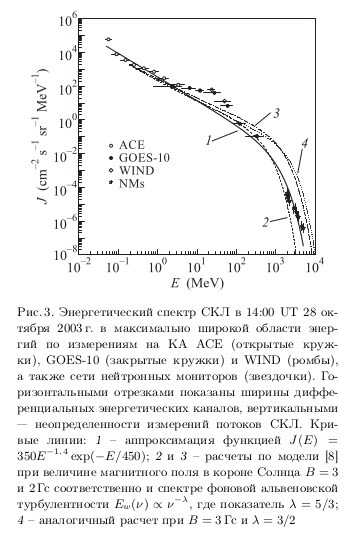 10^6
10^4
10^2
10^0
10^−2
10^−4
10^−6
10^−8
J (cm^−2 s^−1 sr^−1 MeV^−1)
ACE
GOES-10
WIND
NMs
1
2
3
4
10^−2 10^−1 10^0 10^1 10^2 10^3 10^4
E (MeV)
Рис. 3. Энергетический спектр СКЛ в 14:00 UT 28 ок-
тября 2003 г. в максимально широкой области энер-
гий по измерениям на КА ACE (открытые круж-
ки), GOES-10 (закрытые кружки) и WIND (ромбы),
а также сети нейтронных мониторов (звездочки). Го-
ризонтальными отрезками показаны ширины диффе-
ренциальных энергетических каналов, вертикальными
— неопределенности измерений потоков СКЛ. Кри-
вые линии: 1 – аппроксимация функцией J(E) =
350E^−1.4 exp(−E/450); 2 и 3 – расчеты по модели [8]
при величине магнитного поля в короне Солнца B = 3
и 2 Гс соответственно и спектре фоновой альвеновской
турбулентности E_w(ν) ∝ ν^−λ, где показатель λ = 5/3;
4 – аналогичный расчет при B = 3 Гс и λ = 3/2